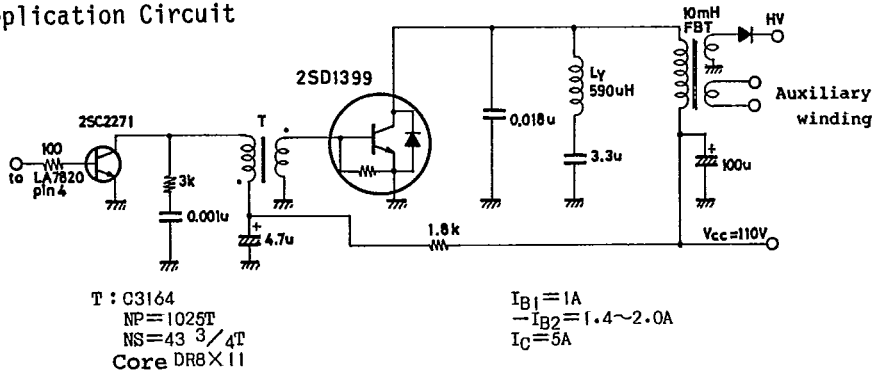 plication Circuit
10mH
FBT
HV
2SD1399
LY
590uH
Auxiliary
winding
2SC2271
T
0.018u
100
3k
3.3u
+
100u
to LA7820
pin 4
0.001u
+
4.7u
1.8k
Vcc=110V
T : C3164
NP=1025T
NS=43 3/4T
Core DR8×11
IB1=1A
−IB2=1.4~2.0A
IC=5A